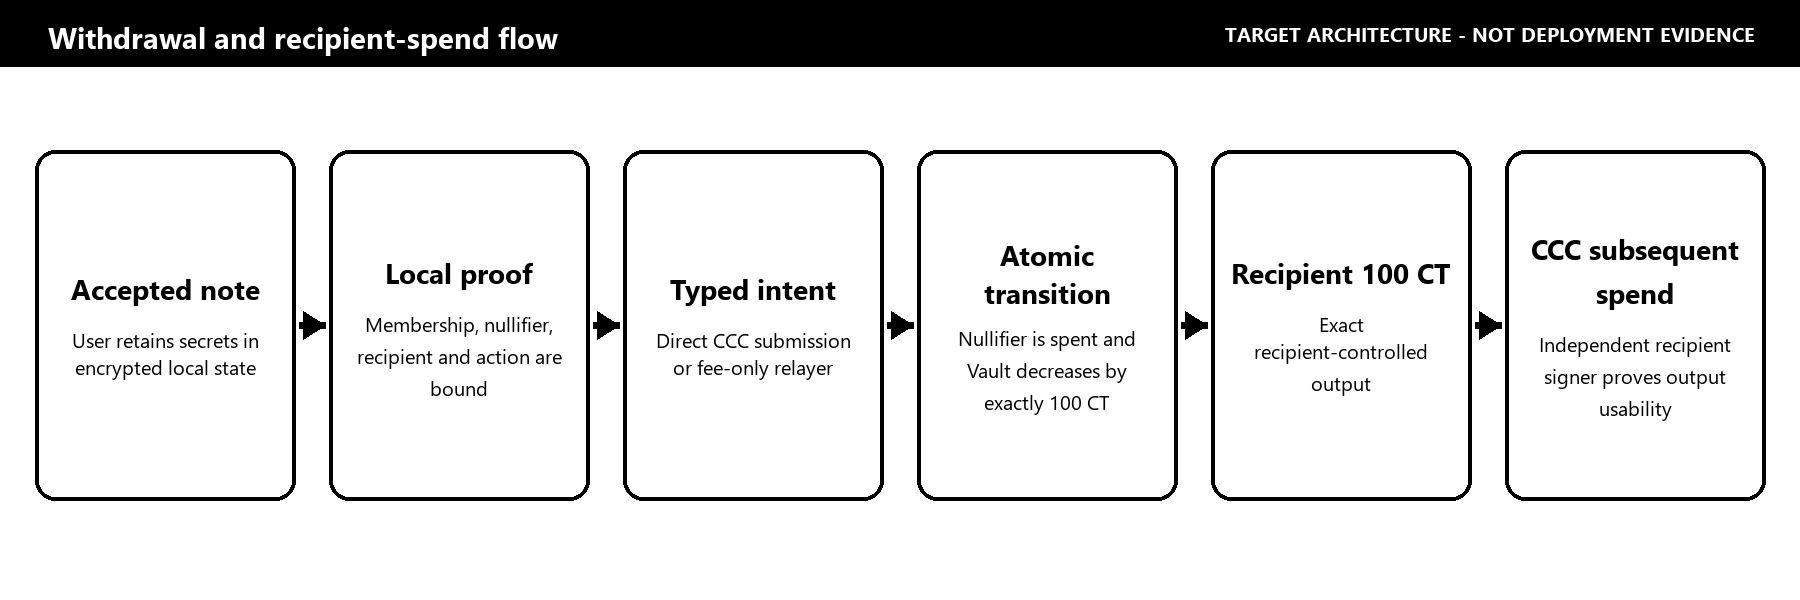 Withdrawal and recipient-spend flow
TARGET ARCHITECTURE - NOT DEPLOYMENT EVIDENCE
Accepted note
User retains secrets in
encrypted local state
Local proof
Membership, nullifier,
recipient and action are
bound
Typed intent
Direct CCC submission
or fee-only relayer
Atomic
transition
Nullifier is spent and
Vault decreases by
exactly 100 CT
Recipient 100 CT
Exact
recipient-controlled
output
CCC subsequent
spend
Independent recipient
signer proves output
usability